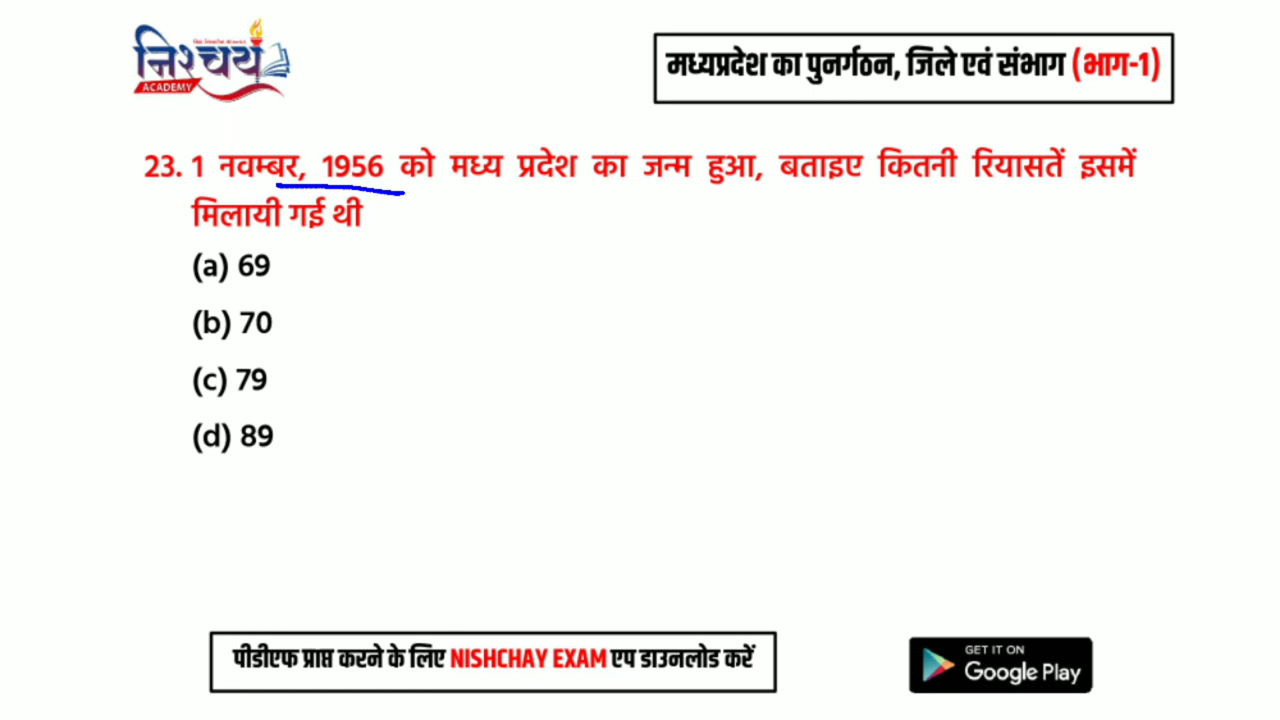 निश्चय
ACADEMY
मध्यप्रदेश का पुनर्गठन, जिले एवं संभाग (भाग-1)
23. 1 नवम्बर, 1956 को मध्य प्रदेश का जन्म हुआ, बताइए कितनी रियासतें इसमें
मिलायी गई थी
(a) 69
(b) 70
(c) 79
(d) 89
पीडीएफ प्राप्त करने के लिए NISHCHAY EXAM एप डाउनलोड करें
GET IT ON
Google Play